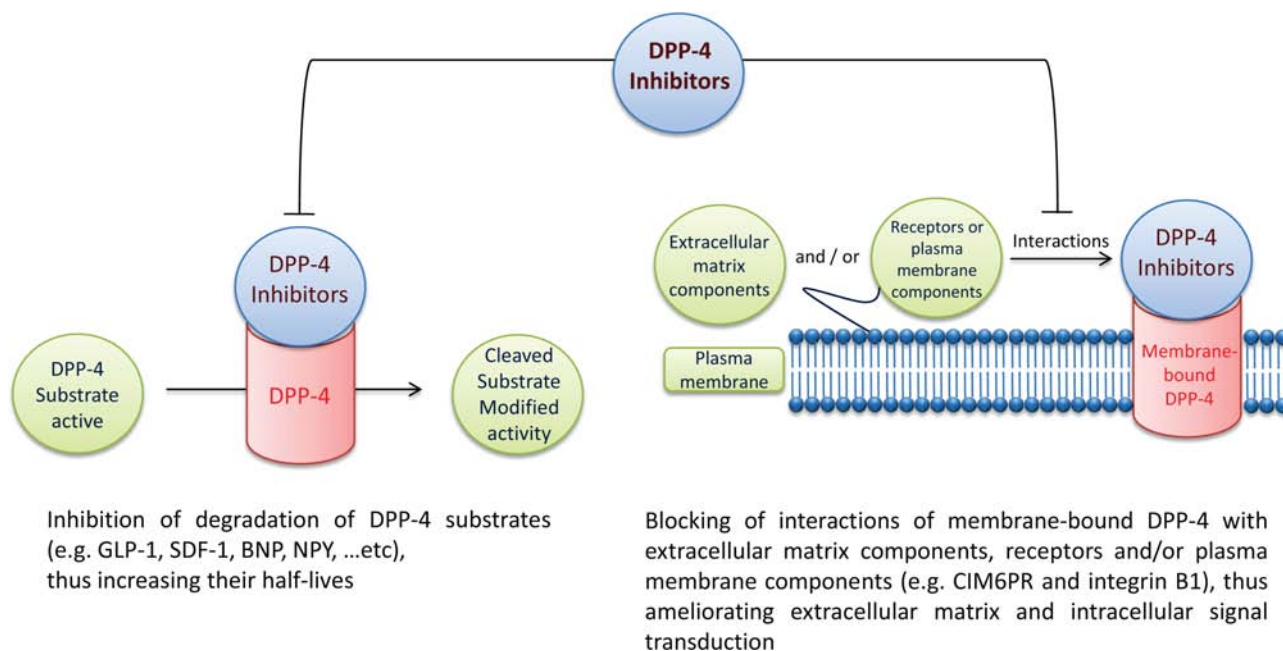 DPP-4
Inhibitors
DPP-4
Inhibitors
DPP-4
Substrate
active
DPP-4
Cleaved
Substrate
Modified
activity
Inhibition of degradation of DPP-4 substrates
(e.g. GLP-1, SDF-1, BNP, NPY, ...etc),
thus increasing their half-lives
Extracellular
matrix
components
and / or
Receptors or
plasma
membrane
components
Interactions
DPP-4
Inhibitors
Plasma
membrane
Membrane-
bound
DPP-4
Blocking of interactions of membrane-bound DPP-4 with
extracellular matrix components, receptors and/or plasma
membrane components (e.g. CIM6PR and integrin B1), thus
ameliorating extracellular matrix and intracellular signal
transduction